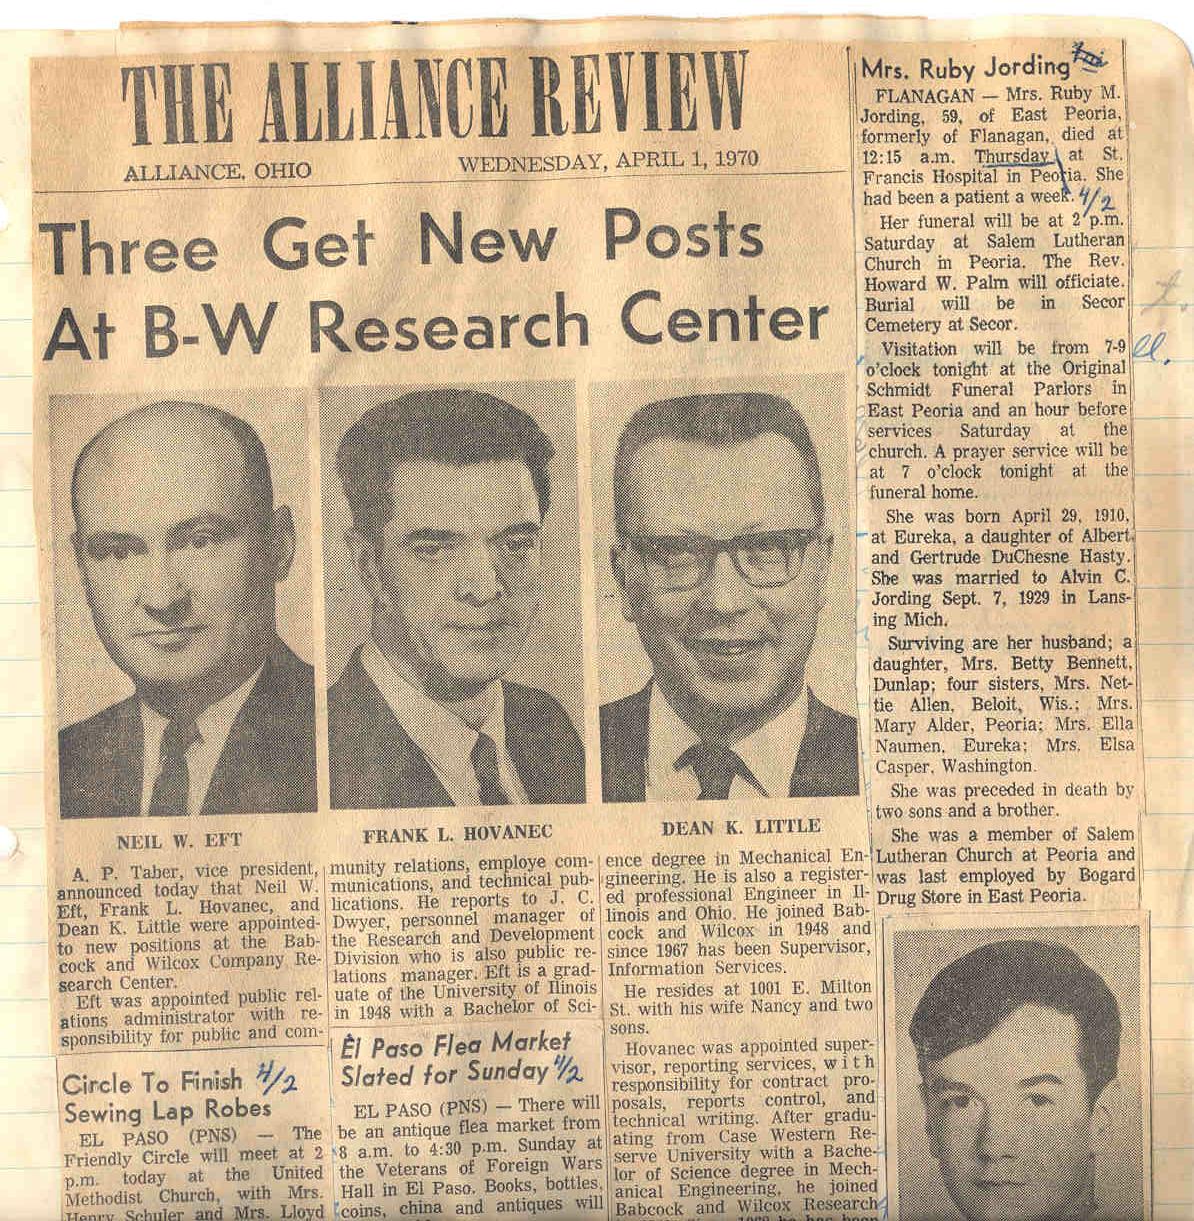 THE ALLIANCE REVIEW
ALLIANCE, OHIO WEDNESDAY, APRIL 1, 1970
Three Get New Posts
At B-W Research Center
NEIL W. EFT
FRANK L. HOVANEC
DEAN K. LITTLE
A. P. Taber, vice president,
announced today that Neil W.
Eft, Frank L. Hovanec, and
Dean K. Little were appointed
to new positions at the Bab-
cock and Wilcox Company Re-
search Center.
Eft was appointed public rel-
ations administrator with re-
sponsibility for public and com-
munity relations, employe com-
munications, and technical pub-
lications. He reports to J. C.
Dwyer, personnel manager of
the Research and Development
Division who is also public re-
lations manager. Eft is a grad-
uate of the University of Illinois
in 1948 with a Bachelor of Sci-
ence degree in Mechanical En-
gineering. He is also a register-
ed professional Engineer in Il-
linois and Ohio. He joined Bab-
cock and Wilcox in 1948 and
since 1967 has been Supervisor,
Information Services.
He resides at 1001 E. Milton
St. with his wife Nancy and two
sons.
Hovanec was appointed super-
visor, reporting services, with
responsibility for contract pro-
posals, reports control, and
technical writing. After gradu-
ating from Case Western Re-
serve University with a Bache-
lor of Science degree in Mech-
anical Engineering, he joined
Babcock and Wilcox Research
Circle To Finish 4/2
Sewing Lap Robes
EL PASO (PNS) — The
Friendly Circle will meet at 2
p.m. today at the United
Methodist Church, with Mrs.
Henry Schuler and Mrs. Lloyd
El Paso Flea Market
Slated for Sunday 4/2
EL PASO (PNS) — There will
be an antique flea market from
8 a.m. to 4:30 p.m. Sunday at
the Veterans of Foreign Wars
Hall in El Paso. Books, bottles,
coins, china and antiques will
Mrs. Ruby Jording
FLANAGAN — Mrs. Ruby M.
Jording, 59, of East Peoria,
formerly of Flanagan, died at
12:15 a.m. Thursday at St.
Francis Hospital in Peoria. She
had been a patient a week. 4/2
Her funeral will be at 2 p.m.
Saturday at Salem Lutheran
Church in Peoria. The Rev.
Howard W. Palm will officiate.
Burial will be in Secor
Cemetery at Secor.
Visitation will be from 7-9
o'clock tonight at the Original
Schmidt Funeral Parlors in
East Peoria and an hour before
services Saturday at the
church. A prayer service will be
at 7 o'clock tonight at the
funeral home.
She was born April 29, 1910,
at Eureka, a daughter of Albert
and Gertrude DuChesne Hasty.
She was married to Alvin C.
Jording Sept. 7, 1929 in Lans-
ing Mich.
Surviving are her husband; a
daughter, Mrs. Betty Bennett,
Dunlap; four sisters, Mrs. Net-
tie Allen, Beloit, Wis.; Mrs.
Mary Alder, Peoria; Mrs. Ella
Naumen, Eureka; Mrs. Elsa
Casper, Washington.
She was preceded in death by
two sons and a brother.
She was a member of Salem
Lutheran Church at Peoria and
was last employed by Bogard
Drug Store in East Peoria.